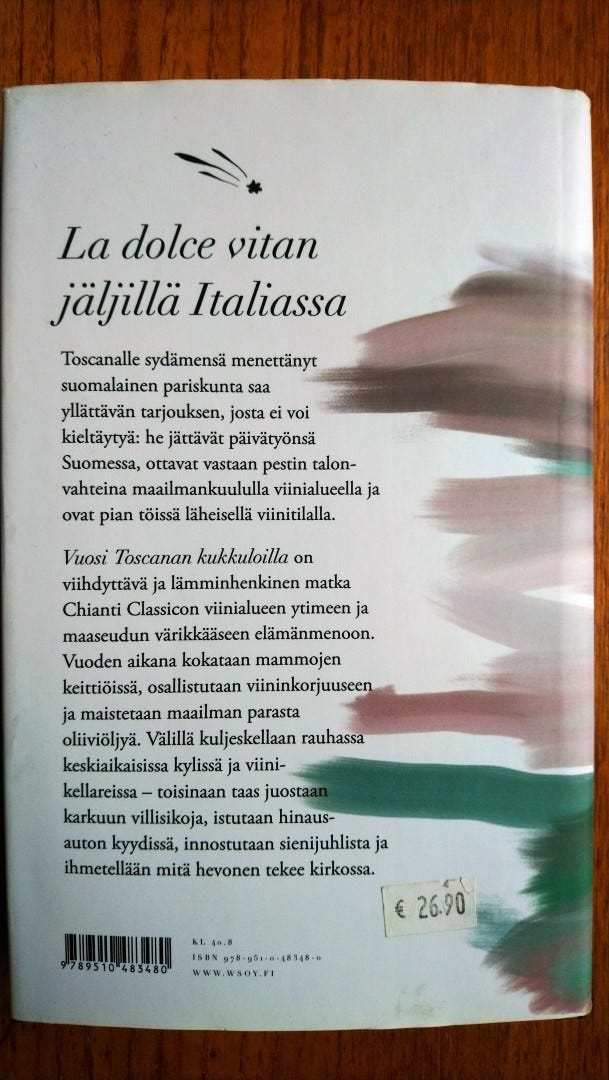 La dolce vitan
jäljillä Italiassa
Toscanalle sydämensä menettänyt
suomalainen pariskunta saa
yllättävän tarjouksen, josta ei voi
kieltäytyä: he jättävät päivätyönsä
Suomessa, ottavat vastaan pestin talon-
vahteina maailmankuululla viinialueella ja
ovat pian töissä läheisellä viinitilalla.
Vuosi Toscanan kukkuloilla on
viihdyttävä ja lämminhenkinen matka
Chianti Classicon viinialueen ytimeen ja
maaseudun värikkääseen elämänmenoon.
Vuoden aikana kokataan mammojen
keittiöissä, osallistutaan viininkorjuuseen
ja maistetaan maailman parasta
oliiviöljyä. Välillä kuljeskellaan rauhassa
keskiaikaisissa kylissä ja viini-
kellareissa – toisinaan taas juostaan
karkuun villisikoja, istutaan hinaus-
auton kyydissä, innostutaan sienijuhlista ja
ihmetellään mitä hevonen tekee kirkossa.
€ 26.90
9789510483480
KL 40.8
ISBN 978-951-0-48348-0
WWW.WSOY.FI